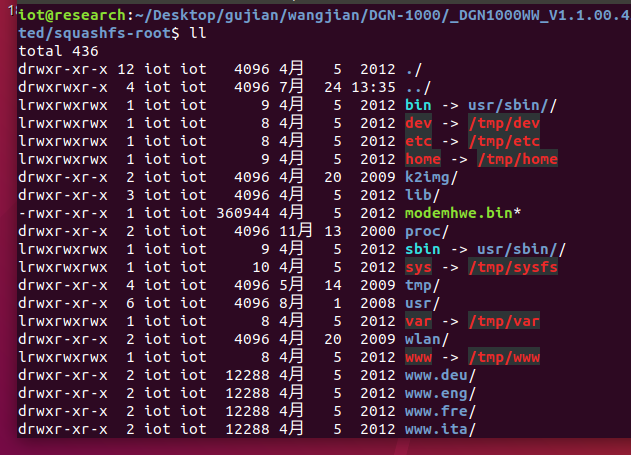 iot@research:~/Desktop/gujian/wangjian/DGN-1000/_DGN1000WW_V1.1.00.4
ted/squashfs-root$ ll
total 436
drwxr-xr-x 12 iot iot 4096 4月 5 2012 ./
drwxrwxr-x 4 iot iot 4096 7月 24 13:35 ../
lrwxrwxrwx 1 iot iot 9 4月 5 2012 bin -> usr/sbin//
lrwxrwxrwx 1 iot iot 8 4月 5 2012 dev -> /tmp/dev
lrwxrwxrwx 1 iot iot 8 4月 5 2012 etc -> /tmp/etc
lrwxrwxrwx 1 iot iot 9 4月 5 2012 home -> /tmp/home
drwxr-xr-x 2 iot iot 4096 4月 20 2009 k2img/
drwxr-xr-x 3 iot iot 4096 4月 5 2012 lib/
-rwxr-xr-x 1 iot iot 360944 4月 5 2012 modemhwe.bin*
drwxr-xr-x 2 iot iot 4096 11月 13 2000 proc/
lrwxrwxrwx 1 iot iot 9 4月 5 2012 sbin -> usr/sbin//
lrwxrwxrwx 1 iot iot 10 4月 5 2012 sys -> /tmp/sysfs
drwxr-xr-x 4 iot iot 4096 5月 14 2009 tmp/
drwxr-xr-x 6 iot iot 4096 8月 1 2008 usr/
lrwxrwxrwx 1 iot iot 8 4月 5 2012 var -> /tmp/var
drwxr-xr-x 2 iot iot 4096 4月 20 2009 wlan/
lrwxrwxrwx 1 iot iot 8 4月 5 2012 www -> /tmp/www
drwxr-xr-x 2 iot iot 12288 4月 5 2012 www.deu/
drwxr-xr-x 2 iot iot 12288 4月 5 2012 www.eng/
drwxr-xr-x 2 iot iot 12288 4月 5 2012 www.fre/
drwxr-xr-x 2 iot iot 12288 4月 5 2012 www.ita/